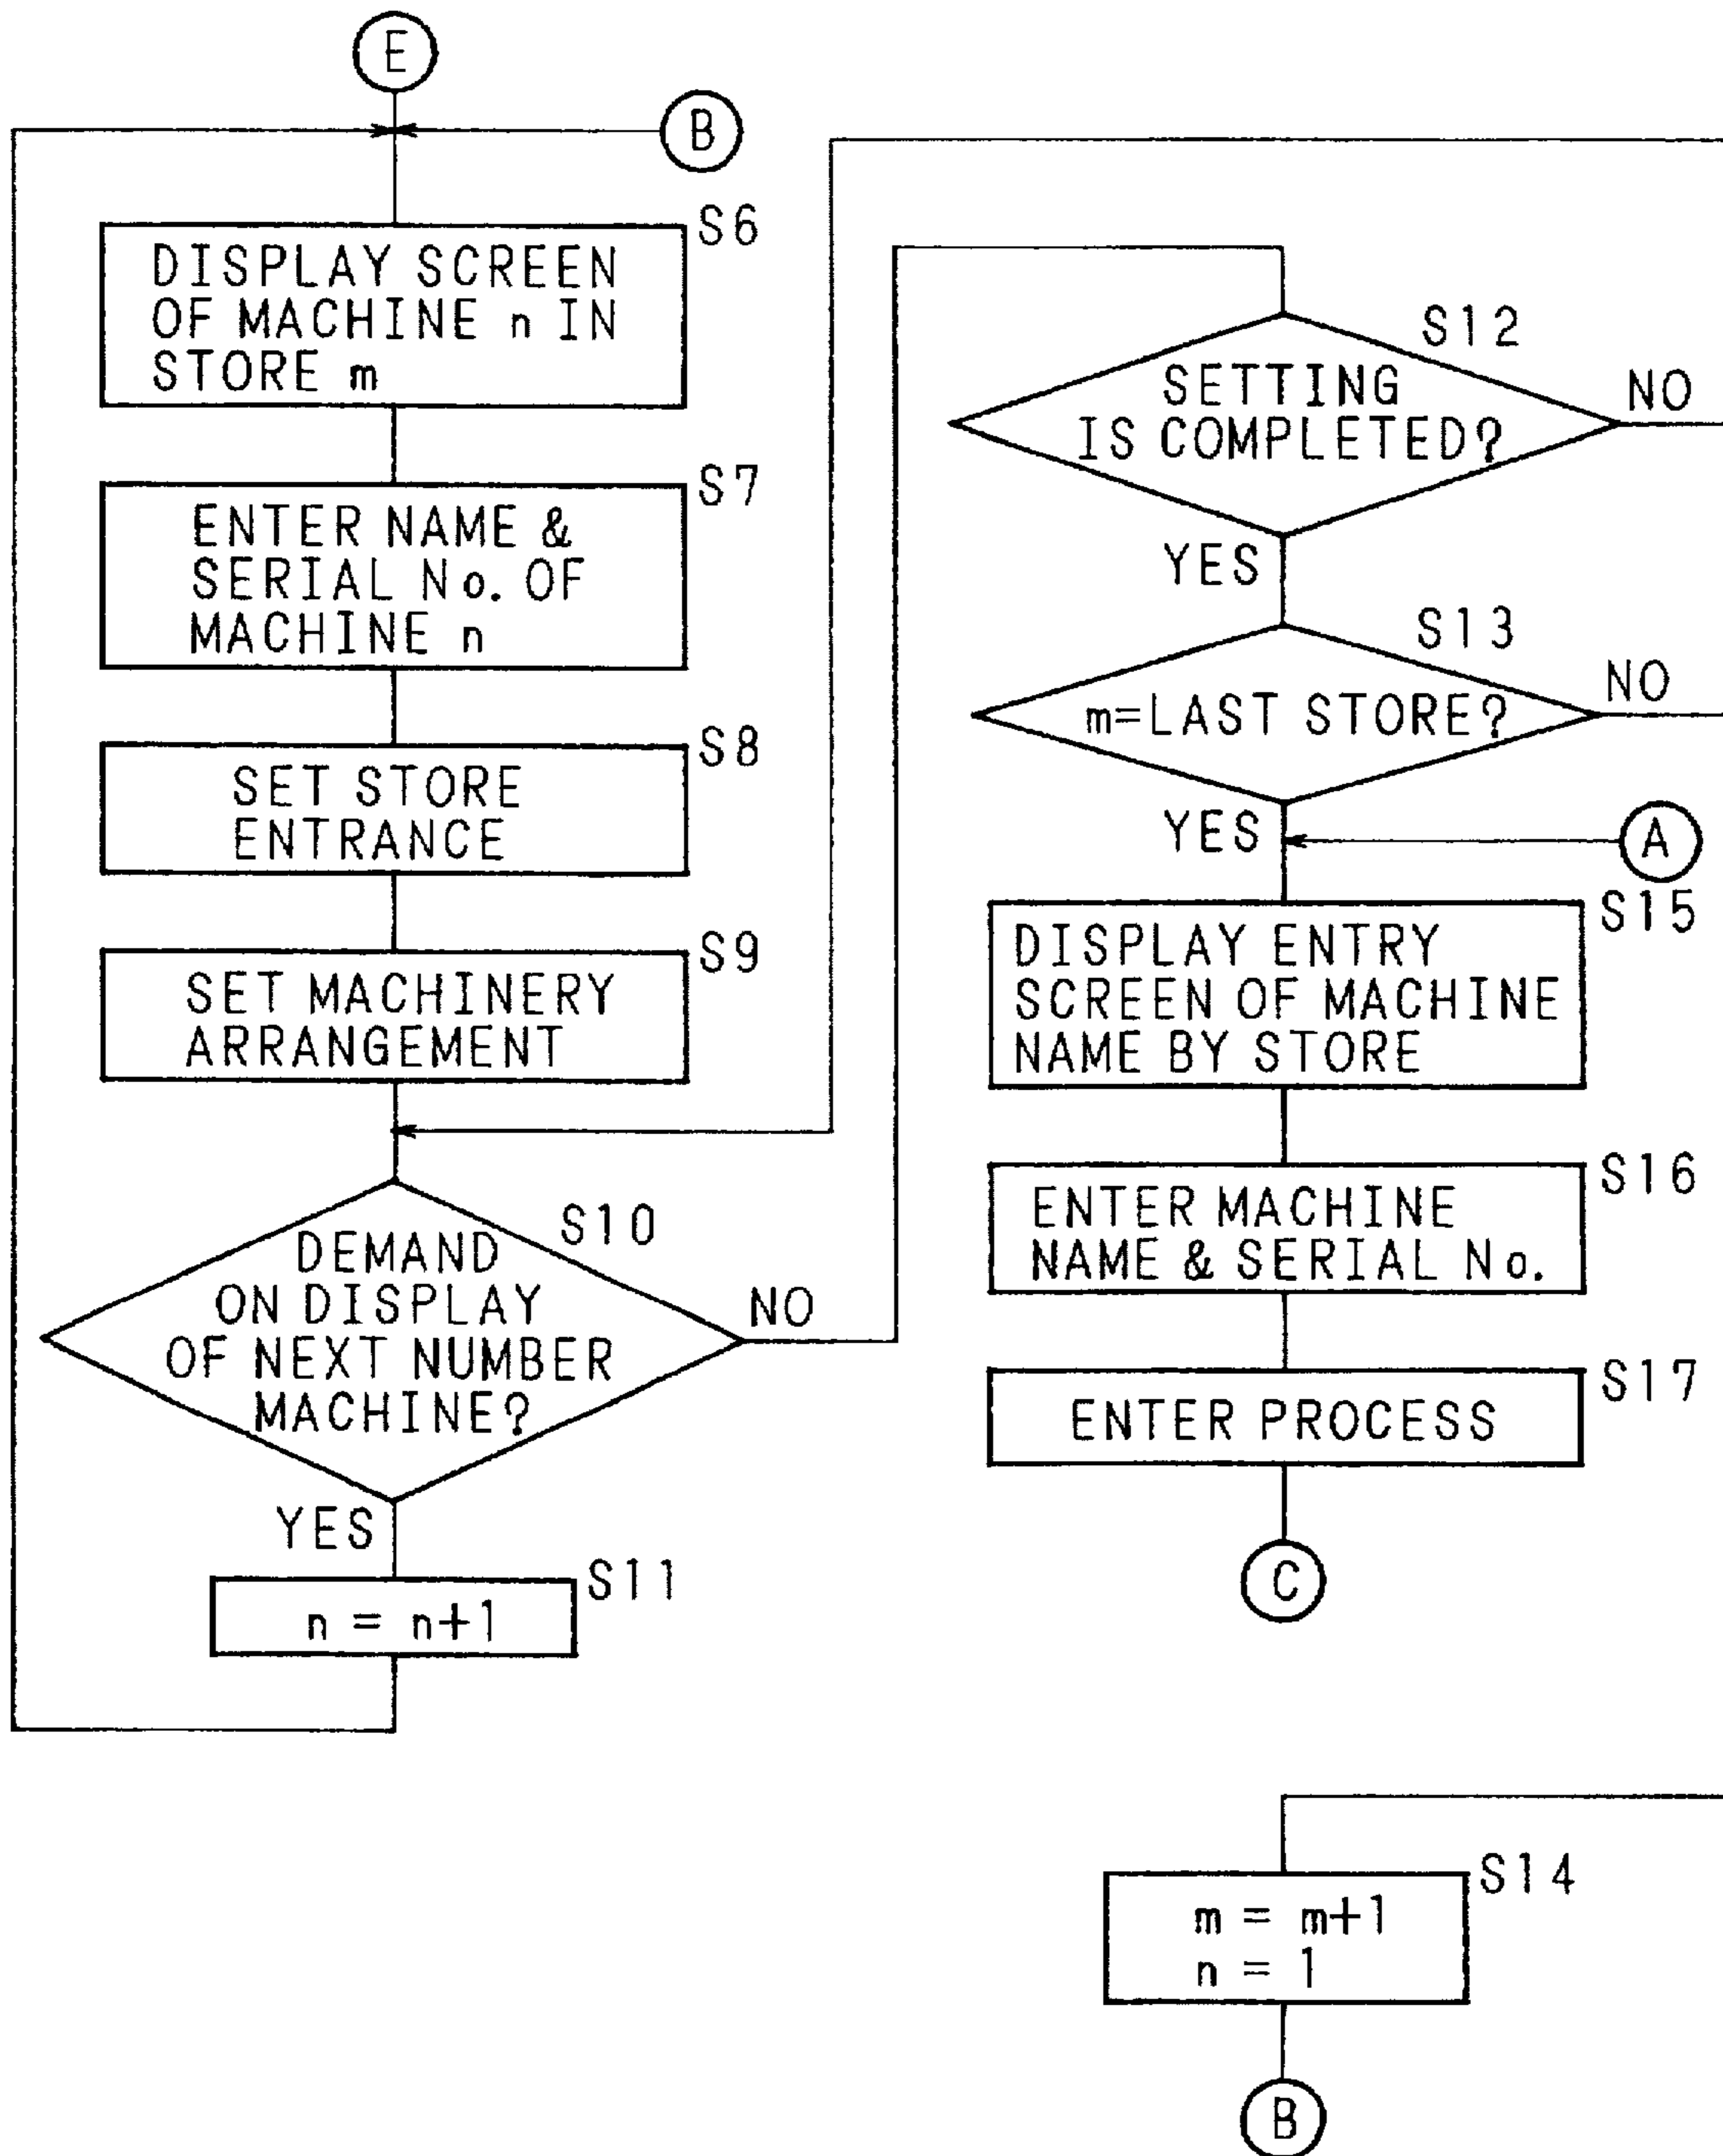 E
B
S6
DISPLAY SCREEN
OF MACHINE n IN
STORE m
S7
ENTER NAME &
SERIAL No. OF
MACHINE n
S8
SET STORE
ENTRANCE
S9
SET MACHINERY
ARRANGEMENT
S10
DEMAND
ON DISPLAY
OF NEXT NUMBER
MACHINE?
NO
YES
S11
n = n+1
S12
SETTING
IS COMPLETED?
NO
YES
S13
m=LAST STORE?
NO
YES
A
S15
DISPLAY ENTRY
SCREEN OF MACHINE
NAME BY STORE
S16
ENTER MACHINE
NAME & SERIAL No.
S17
ENTER PROCESS
C
S14
m = m+1
n = 1
B